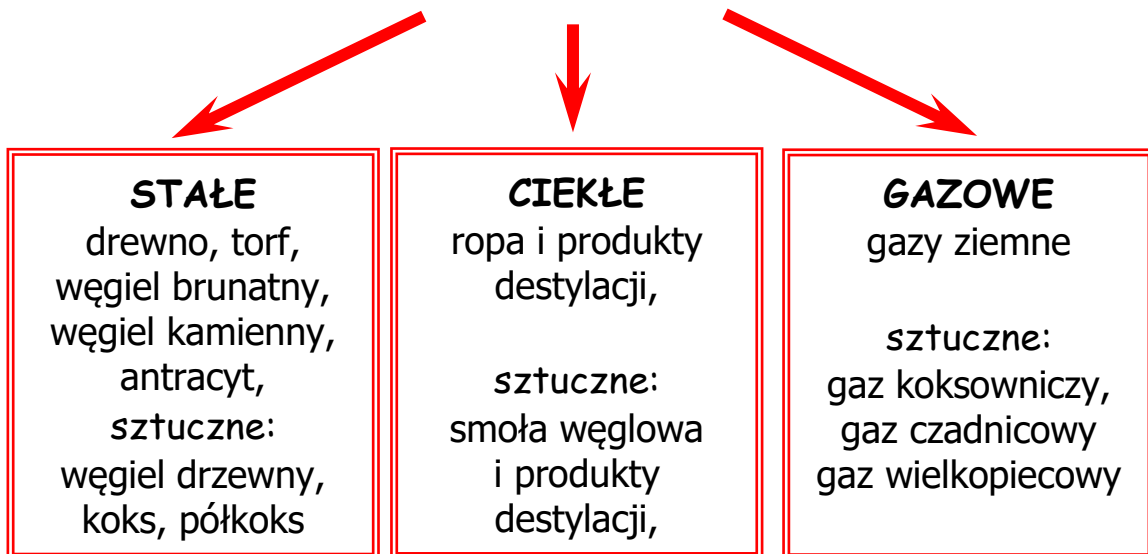 STAŁE
drewno, torf,
węgiel brunatny,
węgiel kamienny,
antracyt,
sztuczne:
węgiel drzewny,
koks, półkoks
CIEKŁE
ropa i produkty
destylacji,
sztuczne:
smoła węglowa
i produkty
destylacji,
GAZOWE
gazy ziemne
sztuczne:
gaz koksowniczy,
gaz czadnicowy
gaz wielkopiecowy